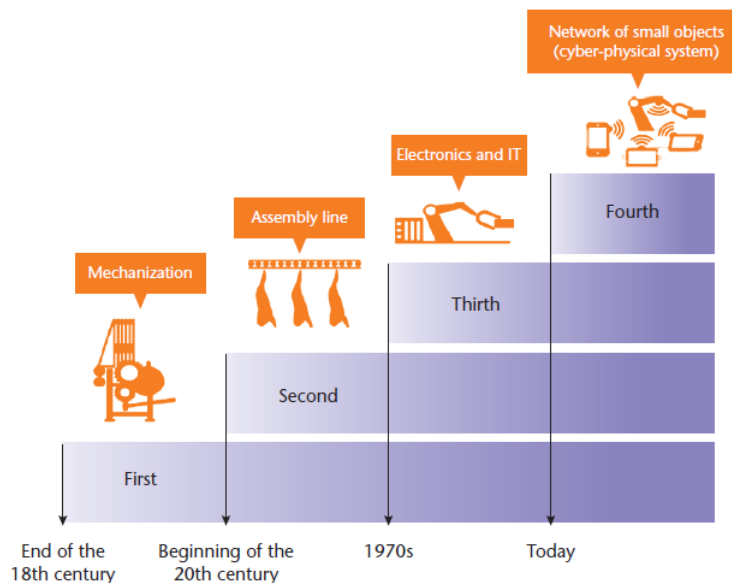 Network of small objects
(cyber-physical system)
Electronics and IT
Assembly line
Mechanization
Fourth
Thirth
Second
First
End of the
18th century
Beginning of the
20th century
1970s
Today